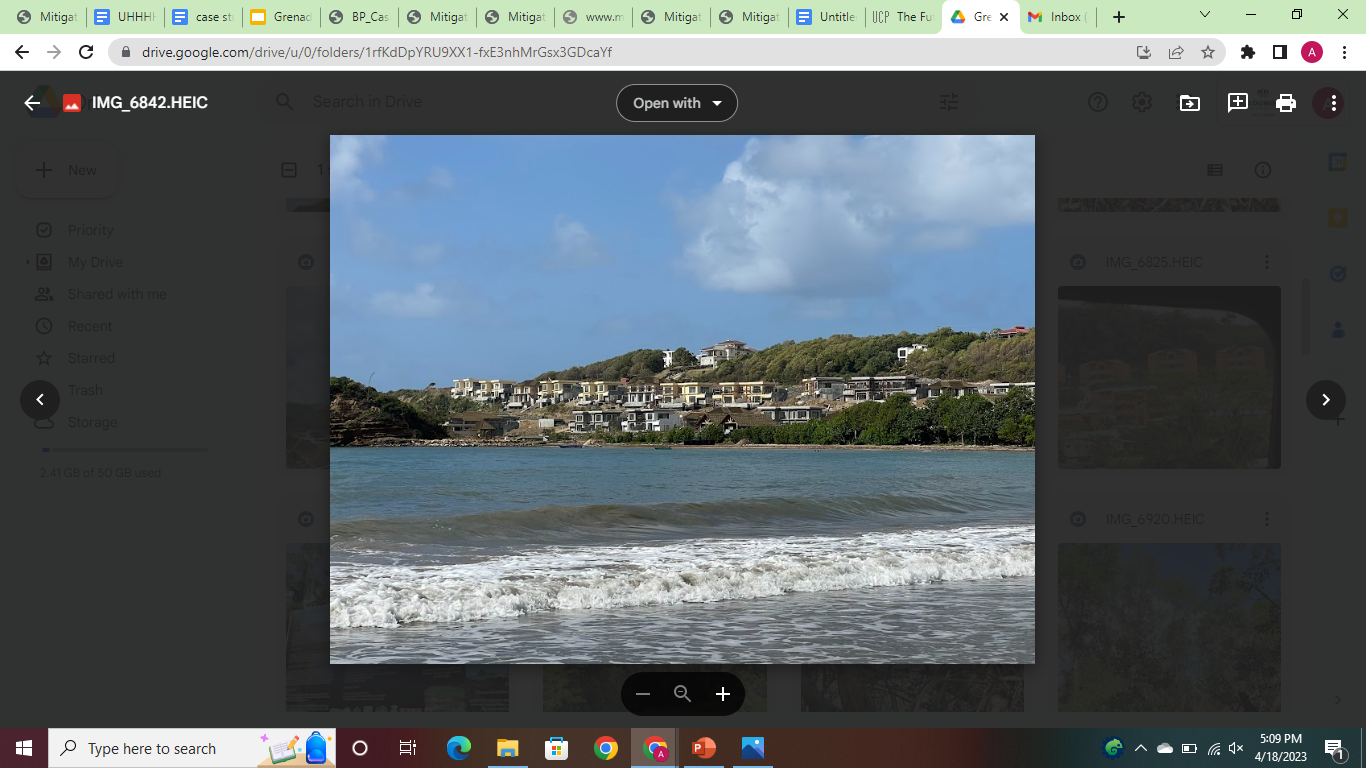 Mitigat
UHHHH
case st
Grenad
BP_Cas
Mitigat
Mitigat
www.m
Mitigat
Mitigat
Untitle
UCP The Fu
Gre
Inbox (
drive.google.com/drive/u/0/folders/1rfKdDpYRU9XX1-fxE3nhMrGsx3GDcaYf
A
IMG_6842.HEIC
Search in Drive
Open with
New
Priority
My Drive
Shared with me
Recent
Starred
Trash
Storage
2.41 GB of 50 GB used
IMG_6825.HEIC
IMG_6920.HEIC
Type here to search
5:09 PM
4/18/2023
1